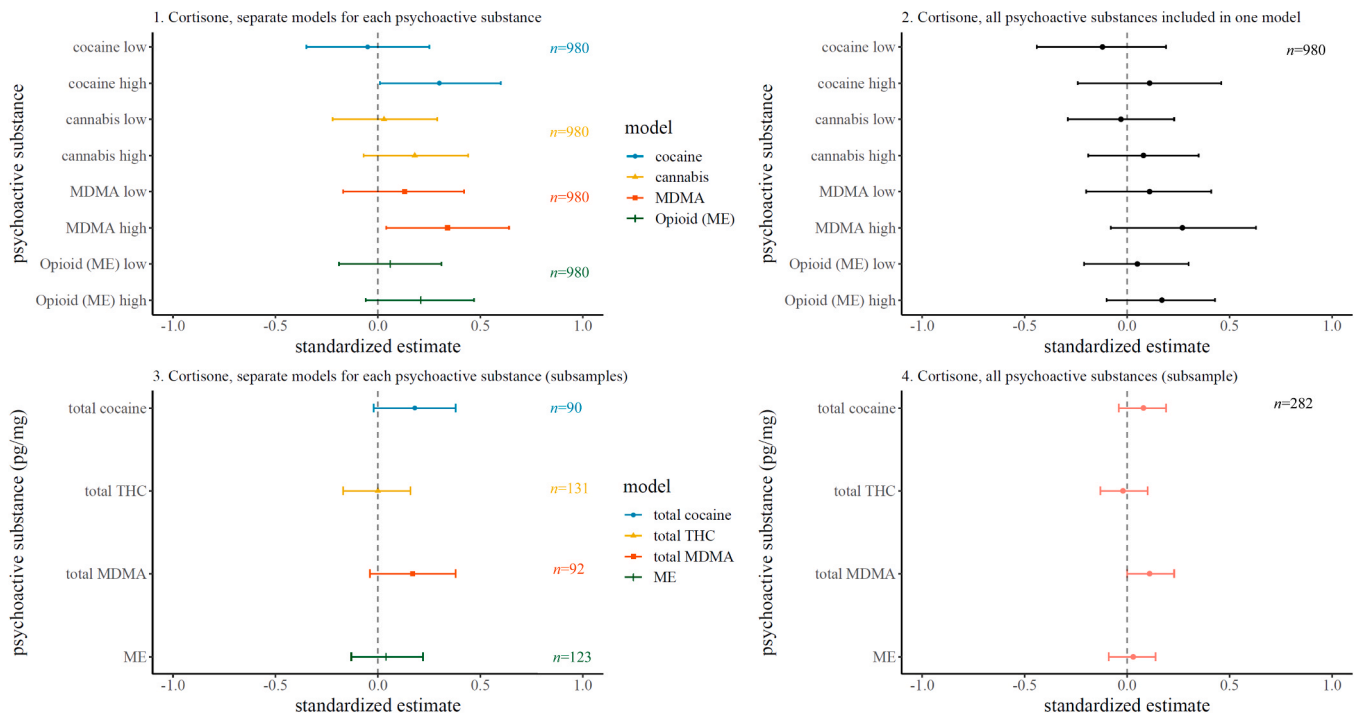 1. Cortisone, separate models for each psychoactive substance
psychoactive substance
cocaine low
cocaine high
cannabis low
cannabis high
MDMA low
MDMA high
Opioid (ME) low
Opioid (ME) high
n=980
n=980
n=980
n=980
-1.0 -0.5 0.0 0.5 1.0
standardized estimate
model
cocaine
cannabis
MDMA
Opioid (ME)
2. Cortisone, all psychoactive substances included in one model
psychoactive substance
cocaine low
cocaine high
cannabis low
cannabis high
MDMA low
MDMA high
Opioid (ME) low
Opioid (ME) high
n=980
-1.0 -0.5 0.0 0.5 1.0
standardized estimate
3. Cortisone, separate models for each psychoactive substance (subsamples)
psychoactive substance (pg/mg)
total cocaine
total THC
total MDMA
ME
n=90
n=131
n=92
n=123
-1.0 -0.5 0.0 0.5 1.0
standardized estimate
model
total cocaine
total THC
total MDMA
ME
4. Cortisone, all psychoactive substances (subsample)
psychoactive substance (pg/mg)
total cocaine
total THC
total MDMA
ME
n=282
-1.0 -0.5 0.0 0.5 1.0
standardized estimate